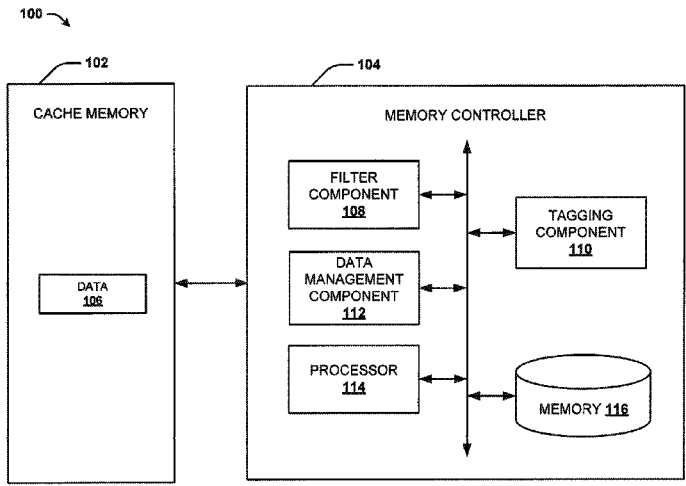 100
102
CACHE MEMORY
DATA
106
104
MEMORY CONTROLLER
FILTER
COMPONENT
108
TAGGING
COMPONENT
110
DATA
MANAGEMENT
COMPONENT
112
PROCESSOR
114
MEMORY 116